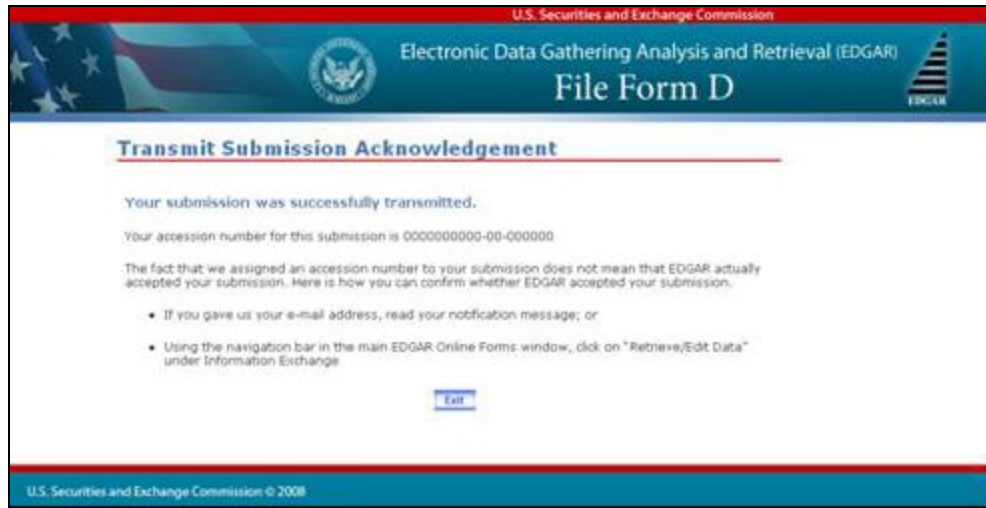 U.S. Securities and Exchange Commission
Electronic Data Gathering Analysis and Retrieval (EDGAR)
File Form D
EDGAR
Transmit Submission Acknowledgement
Your submission was successfully transmitted.
Your accession number for this submission is 0000000000-00-000000
The fact that we assigned an accession number to your submission does not mean that EDGAR actually
accepted your submission. Here is how you can confirm whether EDGAR accepted your submission.
• If you gave us your e-mail address, read your notification message; or
• Using the navigation bar in the main EDGAR Online Forms window, click on "Retrieve/Edit Data"
under Information Exchange
Exit
U.S. Securities and Exchange Commission © 2008